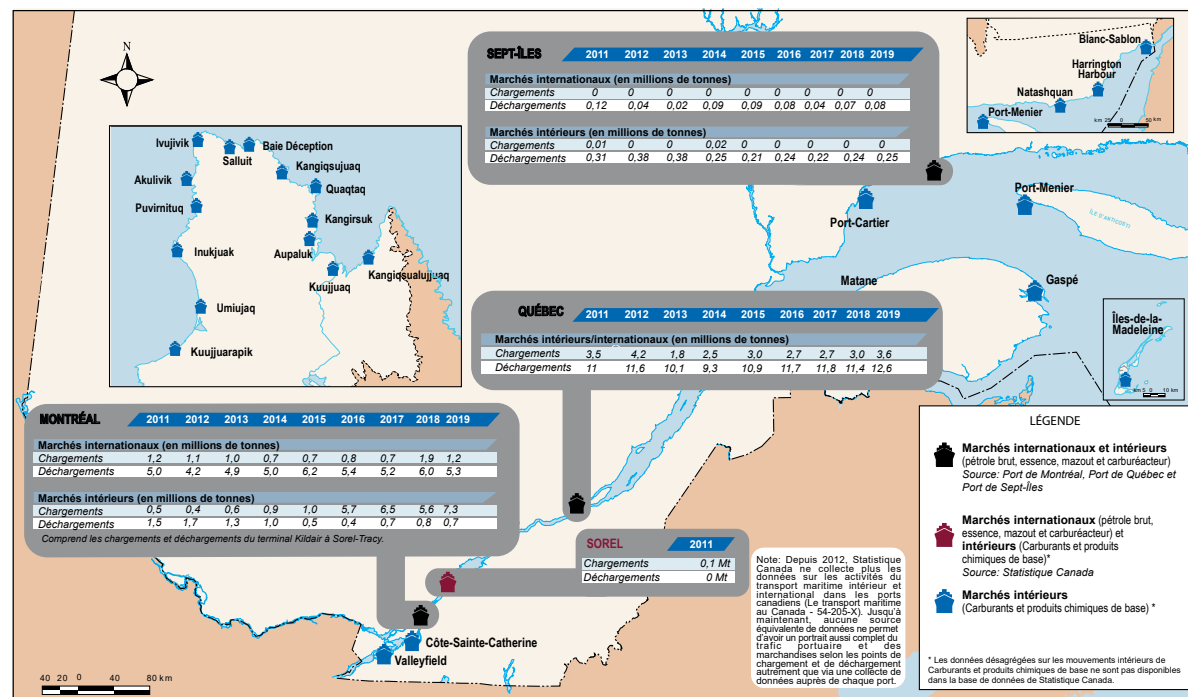 SEPT-ÎLES 2011 2012 2013 2014 2015 2016 2017 2018 2019
Marchés internationaux (en millions de tonnes)
Chargements 0 0 0 0 0 0 0 0 0
Déchargements 0,12 0,04 0,02 0,09 0,09 0,08 0,04 0,07 0,08
Marchés intérieurs (en millions de tonnes)
Chargements 0,01 0 0 0,02 0 0 0 0 0
Déchargements 0,31 0,38 0,38 0,25 0,21 0,24 0,22 0,24 0,25
N
Blanc-Sablon
Harrington
Harbour
Natashquan
Port-Menier
km 25 0 50 km
Ivujivik
Salluit
Baie Déception
Kangiqsujuaq
Akulivik
Quaqtaq
Puvirnituq
Kangirsuk
Inukjuak
Aupaluk
Kuujjuaq
Kangiqsualujjuaq
Umiujaq
Kuujjuarapik
Port-Cartier
Port-Menier
ÎLE D'ANTICOSTI
Matane
Gaspé
Îles-de-la-
Madeleine
km 5 0 10 km
QUÉBEC 2011 2012 2013 2014 2015 2016 2017 2018 2019
Marchés intérieurs/internationaux (en millions de tonnes)
Chargements 3,5 4,2 1,8 2,5 3,0 2,7 2,7 3,0 3,6
Déchargements 11 11,6 10,1 9,3 10,9 11,7 11,8 11,4 12,6
MONTRÉAL 2011 2012 2013 2014 2015 2016 2017 2018 2019
Marchés internationaux (en millions de tonnes)
Chargements 1,2 1,1 1,0 0,7 0,7 0,8 0,7 1,9 1,2
Déchargements 5,0 4,2 4,9 5,0 6,2 5,4 5,2 6,0 5,3
Marchés intérieurs (en millions de tonnes)
Chargements 0,5 0,4 0,6 0,9 1,0 5,7 6,5 5,6 7,3
Déchargements 1,5 1,7 1,3 1,0 0,5 0,4 0,7 0,8 0,7
Comprend les chargements et déchargements du terminal Kildair à Sorel-Tracy.
SOREL 2011
Chargements 0,1 Mt
Déchargements 0 Mt
Côte-Sainte-Catherine
Valleyfield
40 20 0 40 80 km
Note: Depuis 2012, Statistique
Canada ne collecte plus les
données sur les activités du
transport maritime intérieur et
international dans les ports
canadiens (Le transport maritime
au Canada - 54-205-X). Jusqu'à
maintenant, aucune source
équivalente de données ne permet
d'avoir un portrait aussi complet du
trafic portuaire et des
marchandises selon les points de
chargement et de déchargement
autrement que via une collecte de
données auprès de chaque port.
LÉGENDE
Marchés internationaux et intérieurs
(pétrole brut, essence, mazout et carburéacteur)
Source: Port de Montréal, Port de Québec et
Port de Sept-Îles
Marchés internationaux (pétrole brut,
essence, mazout et carburéacteur) et
intérieurs (Carburants et produits
chimiques de base)*
Source: Statistique Canada
Marchés intérieurs
(Carburants et produits chimiques de base) *
* Les données désagrégées sur les mouvements intérieurs de
Carburants et produits chimiques de base ne sont pas disponibles
dans la base de données de Statistique Canada.